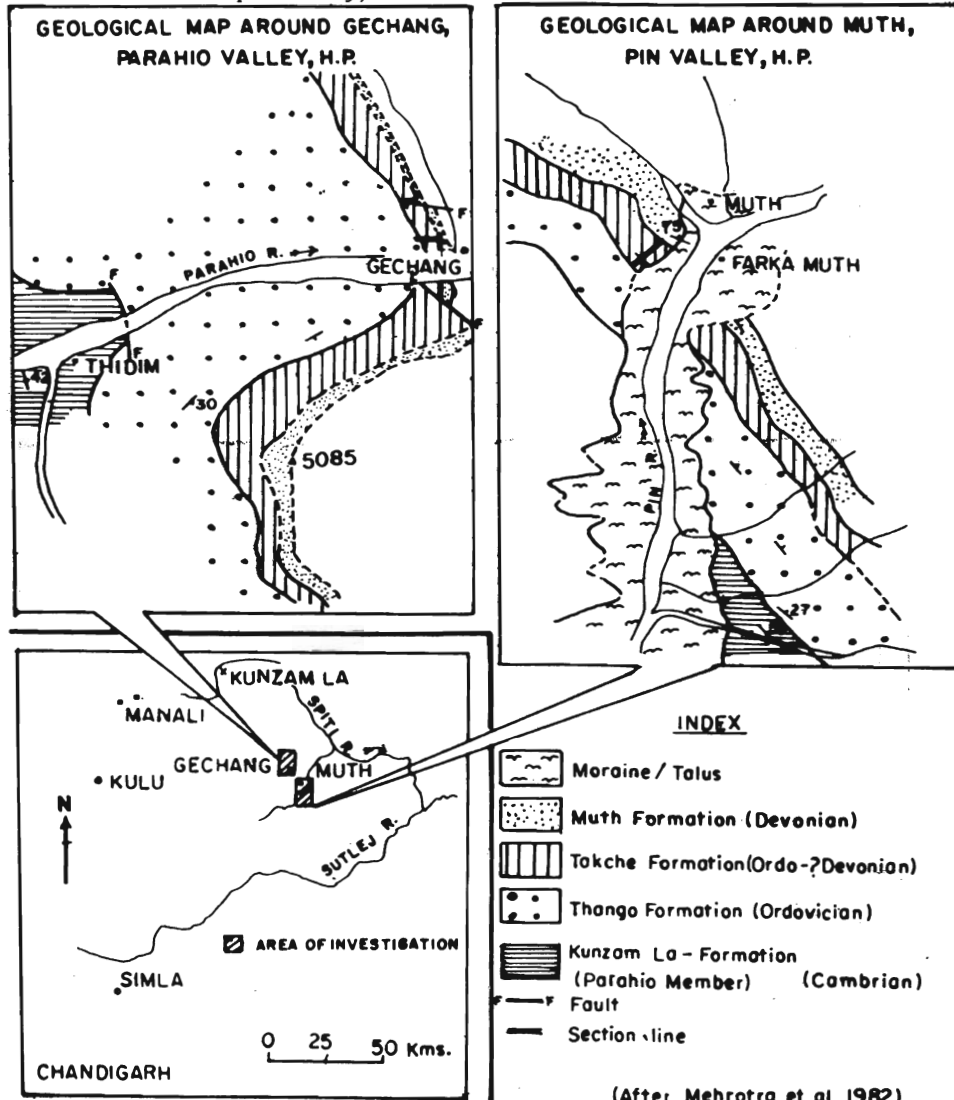 GEOLOGICAL MAP AROUND GECHANG,
PARAHIO VALLEY, H.P.
F
PARAHIO R.
GECHANG
F
F
F
THIDIM
42
30
5085
GEOLOGICAL MAP AROUND MUTH,
PIN VALLEY, H.P.
MUTH
75
FARKA MUTH
PIN R.
27
KUNZAM LA
MANALI
SPITI R.
GECHANG
MUTH
KULU
N
SUTLEJ R.
AREA OF INVESTIGATION
SIMLA
0 25 50 Kms.
CHANDIGARH
INDEX
Moraine / Talus
Muth Formation (Devonian)
Takche Formation (Ordo-?Devonian)
Thango Formation (Ordovician)
Kunzam La - Formation
(Parahio Member) (Cambrian)
F F Fault
Section line
(After Mehrotra et al 1982)